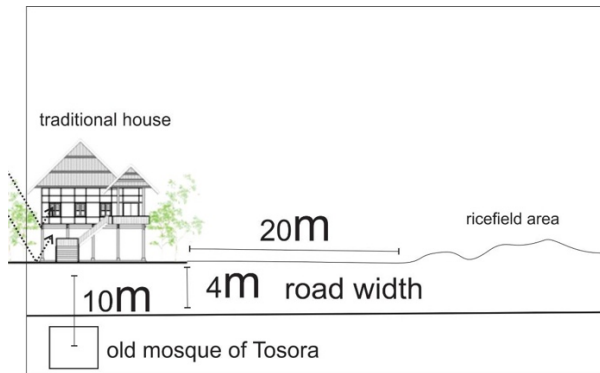 traditional house
20m
ricefield area
10m
4m road width
old mosque of Tosora